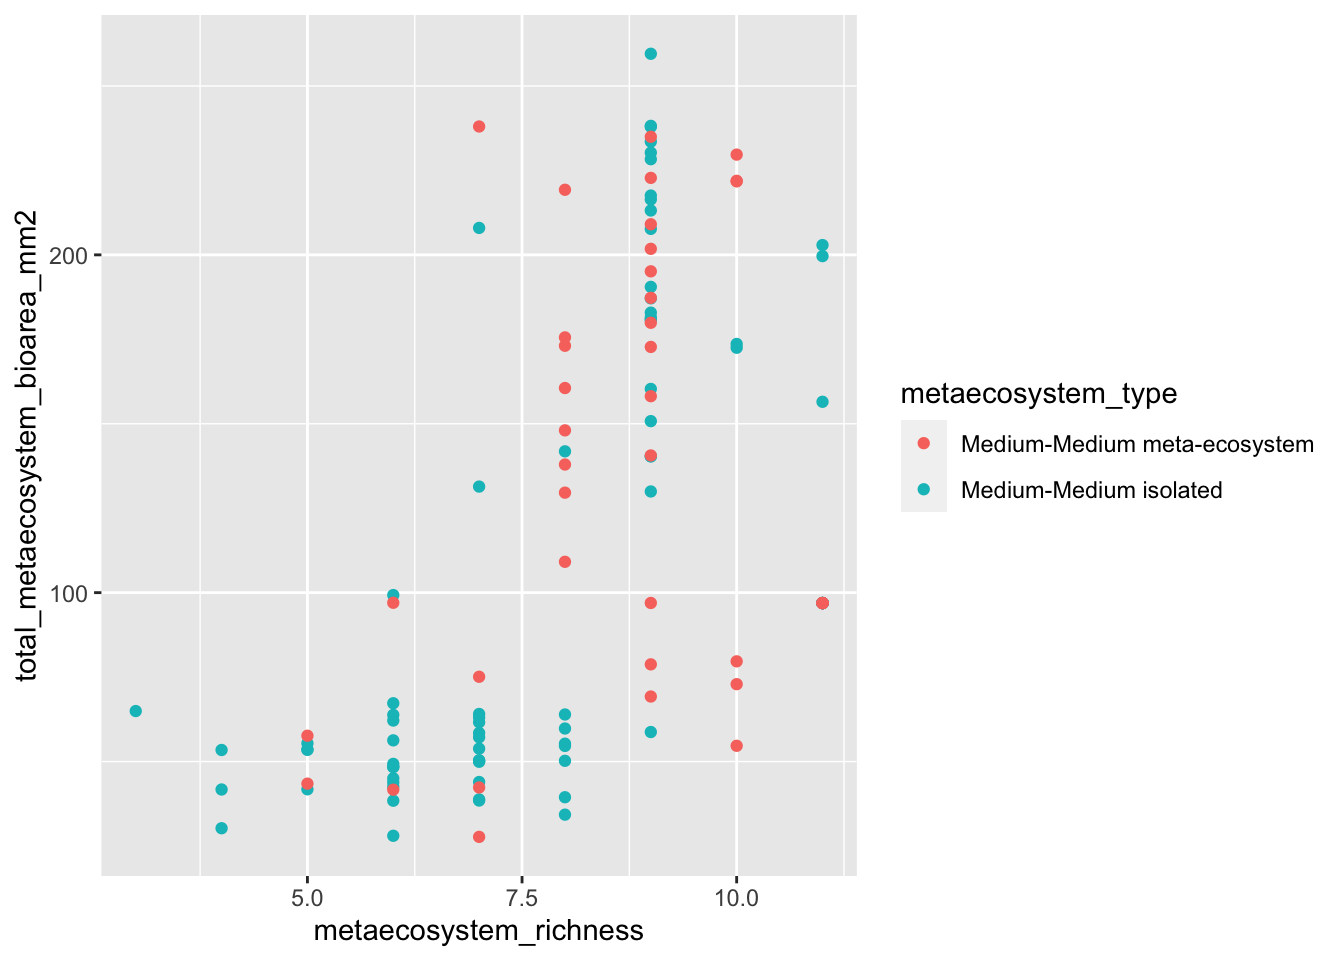 total_metaecosystem_bioarea_mm2
200
100
5.0
7.5
10.0
metaecosystem_richness
metaecosystem_type
Medium-Medium meta-ecosystem
Medium-Medium isolated